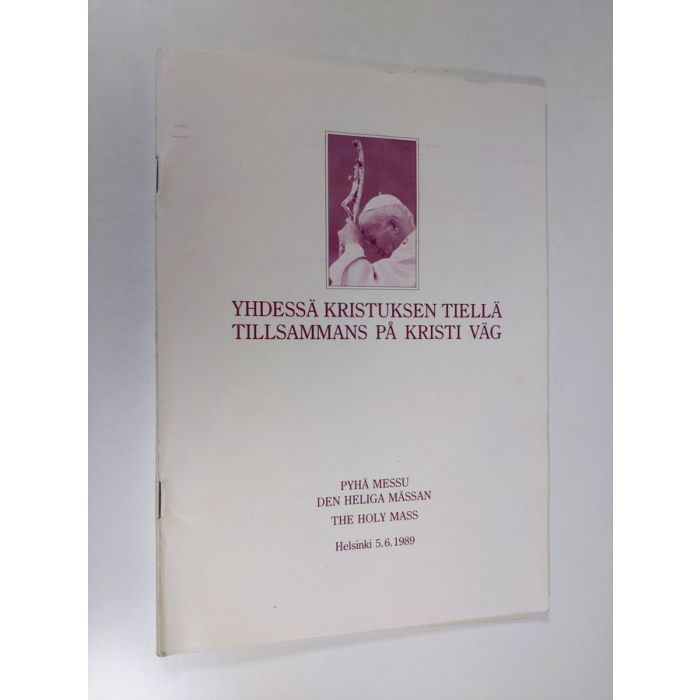 YHDESSÄ KRISTUKSEN TIELLÄ
TILLSAMMANS PÅ KRISTI VÄG
PYHÄ MESSU
DEN HELIGA MÄSSAN
THE HOLY MASS
Helsinki 5.6.1989